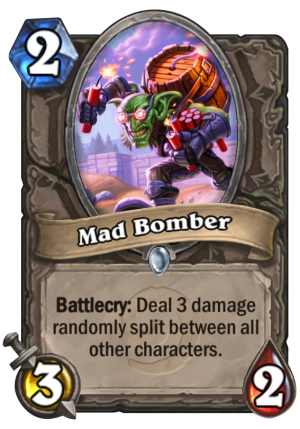 2
Mad Bomber
Battlecry: Deal 3 damage
randomly split between all
other characters.
3
2